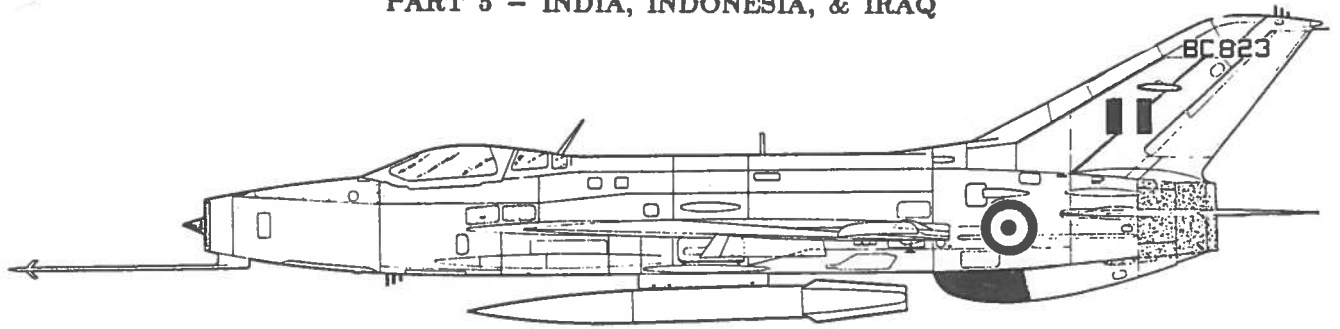 PART 5 – INDIA, INDONESIA, & IRAQ
BC823